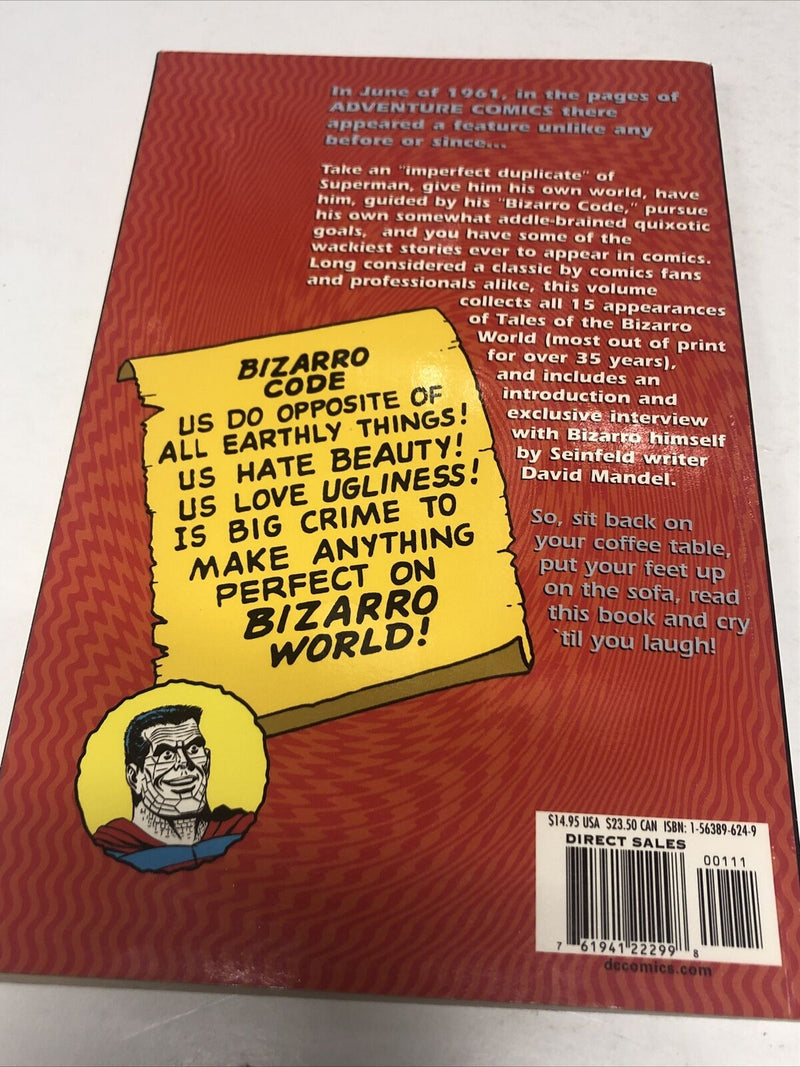 In June of 1961, in the pages of
ADVENTURE COMICS there
appeared a feature unlike any
before or since...
Take an "imperfect duplicate" of
Superman, give him his own world, have
him, guided by his "Bizarro Code," pursue
his own somewhat addle-brained quixotic
goals, and you have some of the
wackiest stories ever to appear in comics.
Long considered a classic by comics fans
and professionals alike, this volume
collects all 15 appearances
of Tales of the Bizarro
World (most out of print
for over 35 years),
and includes an
introduction and
exclusive interview
with Bizarro himself
by Seinfeld writer
David Mandel.
So, sit back on
your coffee table,
put your feet up
on the sofa, read
this book and cry
`til you laugh!
BIZARRO
CODE
US DO OPPOSITE OF
ALL EARTHLY THINGS!
US HATE BEAUTY!
US LOVE UGLINESS!
IS BIG CRIME TO
MAKE ANYTHING
PERFECT ON
BIZARRO
WORLD!
$14.95 USA $23.50 CAN ISBN: 1-56389-624-9
DIRECT SALES
00111
7 61941 22299 8
dccomics.com